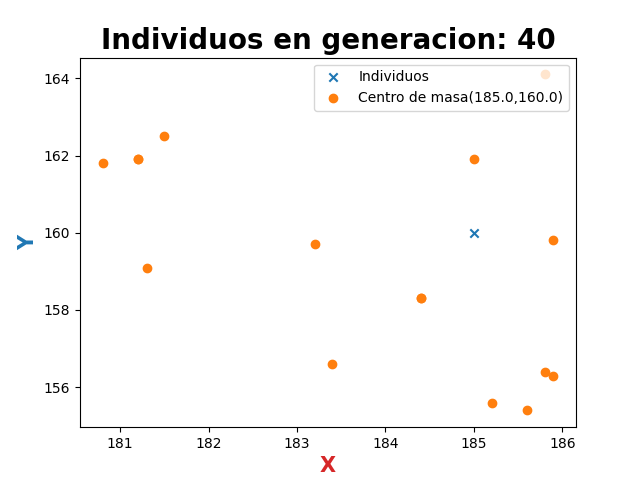 Individuos en generacion: 40
Individuos
Centro de masa(185.0,160.0)
164
162
160
158
156
Y
181 182 183 184 185 186
X